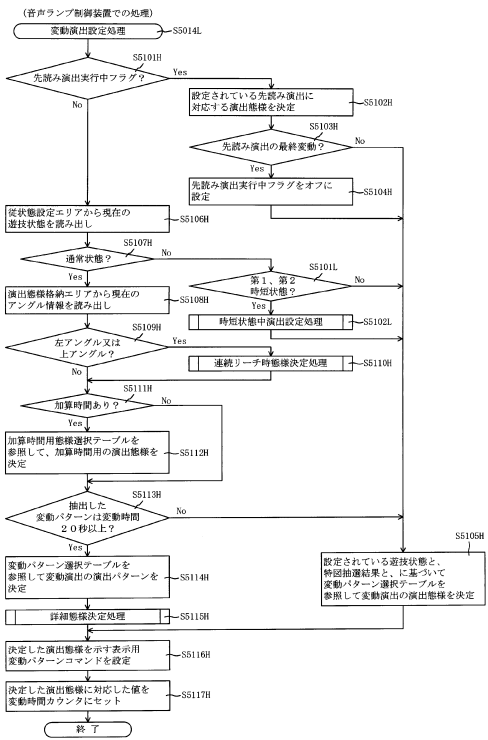 (音声ランプ制御装置での処理)
変動演出設定処理
S5014L
S5101H
先読み演出実行中フラグ?
Yes
No
設定されている先読み演出に
対応する演出態様を決定
S5102H
S5103H
先読み演出の最終変動?
No
Yes
先読み演出実行中フラグをオフに
設定
S5104H
従状態設定エリアから現在の
遊技状態を読み出し
S5106H
S5107H
通常状態?
No
Yes
S5101L
第1、第2
時短状態?
No
Yes
演出態様格納エリアから現在の
アングル情報を読み出し
S5108H
時短状態中演出設定処理
S5102L
S5109H
左アングル又は
上アングル?
Yes
No
連続リーチ時態様決定処理
S5110H
S5111H
加算時間あり?
No
Yes
加算時間用態様選択テーブルを
参照して、加算時間用の演出態様を
決定
S5112H
S5113H
抽出した
変動パターンは変動時間
20秒以上?
No
Yes
S5105H
設定されている遊技状態と、
特図抽選結果と、に基づいて
変動パターン選択テーブルを
参照して変動演出の演出態様を決定
変動パターン選択テーブルを
参照して変動演出の演出パターンを
決定
S5114H
詳細態様決定処理
S5115H
決定した演出態様を示す表示用
変動パターンコマンドを設定
S5116H
決定した演出態様に対応した値を
変動時間カウンタにセット
S5117H
終了